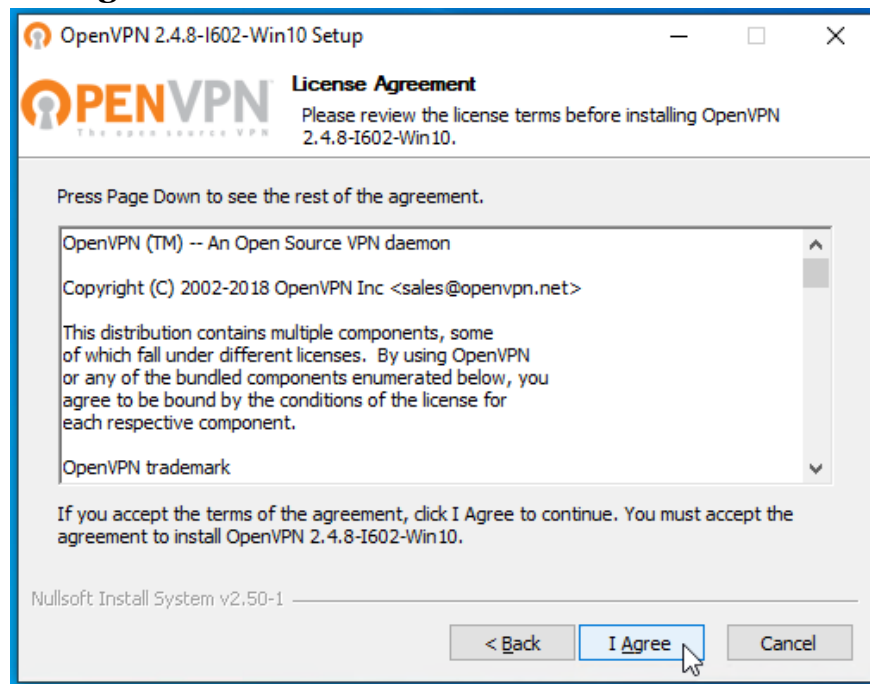 OpenVPN 2.4.8-I602-Win10 Setup
OPENVPN
The open source VPN
License Agreement
Please review the license terms before installing OpenVPN
2.4.8-I602-Win10.
Press Page Down to see the rest of the agreement.
OpenVPN (TM) -- An Open Source VPN daemon
Copyright (C) 2002-2018 OpenVPN Inc <sales@openvpn.net>
This distribution contains multiple components, some
of which fall under different licenses.  By using OpenVPN
or any of the bundled components enumerated below, you
agree to be bound by the conditions of the license for
each respective component.
OpenVPN trademark
If you accept the terms of the agreement, click I Agree to continue. You must accept the
agreement to install OpenVPN 2.4.8-I602-Win10.
Nullsoft Install System v2.50-1
< Back
I Agree
Cancel